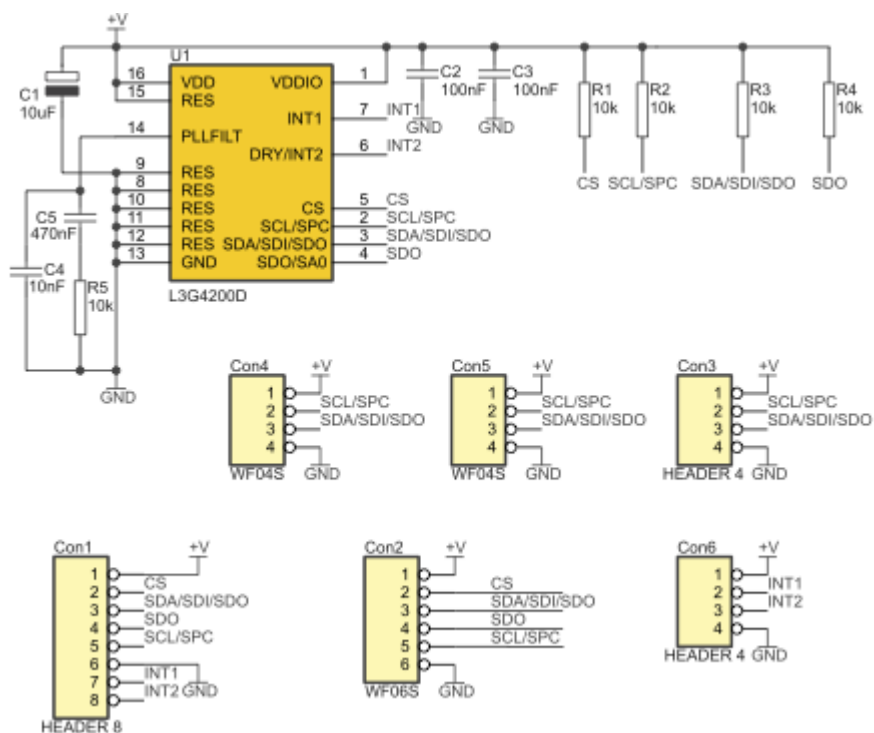 +V
U1
C1
10uF
16 VDD
15 RES
14 PLLFILT
9 RES
8 RES
10 RES
11 RES
12 RES
13 GND
VDDIO 1
INT1 7 INT1
DRY/INT2 6 INT2
CS 5 CS
SCL/SPC 2 SCL/SPC
SDA/SDI/SDO 3 SDA/SDI/SDO
SDO/SA0 4 SDO
L3G4200D
C2
100nF
GND
C3
100nF
GND
R1
10k
CS
R2
10k
SCL/SPC
R3
10k
SDA/SDI/SDO
R4
10k
SDO
C5
470nF
C4
10nF
R5
10k
GND
Con4
+V
1
2 SCL/SPC
3 SDA/SDI/SDO
4
GND
WF04S
Con5
+V
1
2 SCL/SPC
3 SDA/SDI/SDO
4
GND
WF04S
Con3
+V
1
2 SCL/SPC
3 SDA/SDI/SDO
4
GND
HEADER 4
Con1
+V
1
2 CS
3 SDA/SDI/SDO
4 SDO
5 SCL/SPC
6
GND
7 INT1
8 INT2
HEADER 8
Con2
+V
1
2 CS
3 SDA/SDI/SDO
4 SDO
5 SCL/SPC
6
GND
WF06S
Con6
+V
1
2 INT1
3 INT2
4
GND
HEADER 4